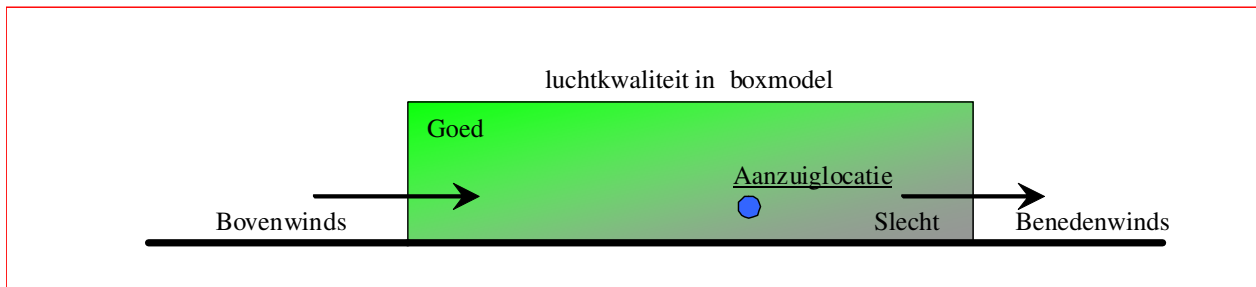 luchtkwaliteit in boxmodel
Goed
Aanzuiglocatie
Bovenwinds
Slecht
Benedenwinds